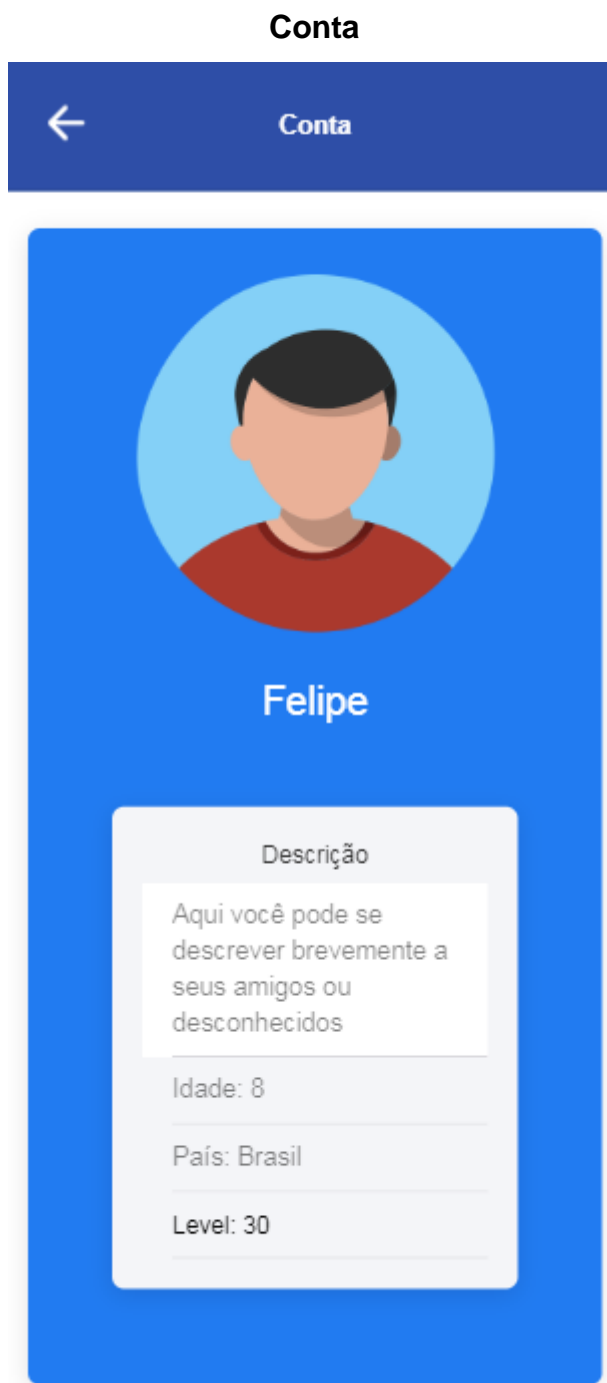 Conta
Conta
Felipe
Descrição
Aqui você pode se
descrever brevemente a
seus amigos ou
desconhecidos
Idade: 8
País: Brasil
Level: 30